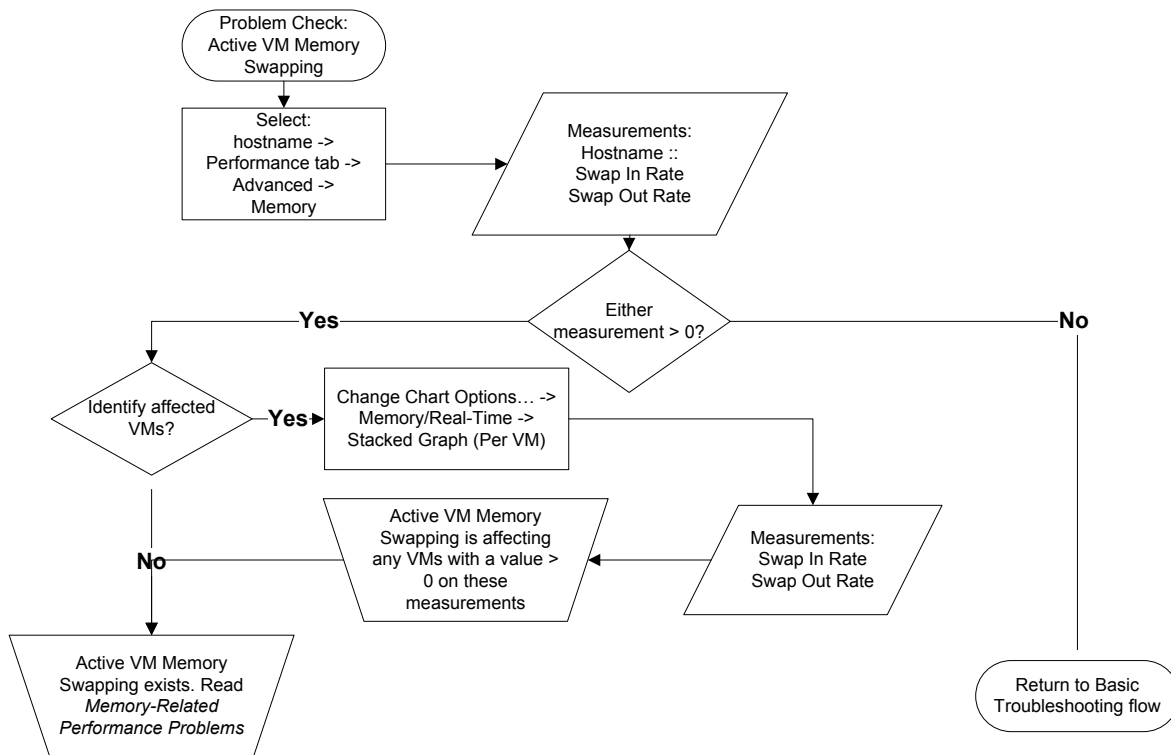 Problem Check:
Active VM Memory
Swapping
Select:
hostname ->
Performance tab ->
Advanced ->
Memory
Measurements:
Hostname ::
Swap In Rate
Swap Out Rate
Either
measurement > 0?
Yes
No
Identify affected
VMs?
Yes
Change Chart Options… ->
Memory/Real-Time ->
Stacked Graph (Per VM)
Measurements:
Swap In Rate
Swap Out Rate
Active VM Memory
Swapping is affecting
any VMs with a value >
0 on these
measurements
No
Active VM Memory
Swapping exists. Read
Memory-Related
Performance Problems
Return to Basic
Troubleshooting flow